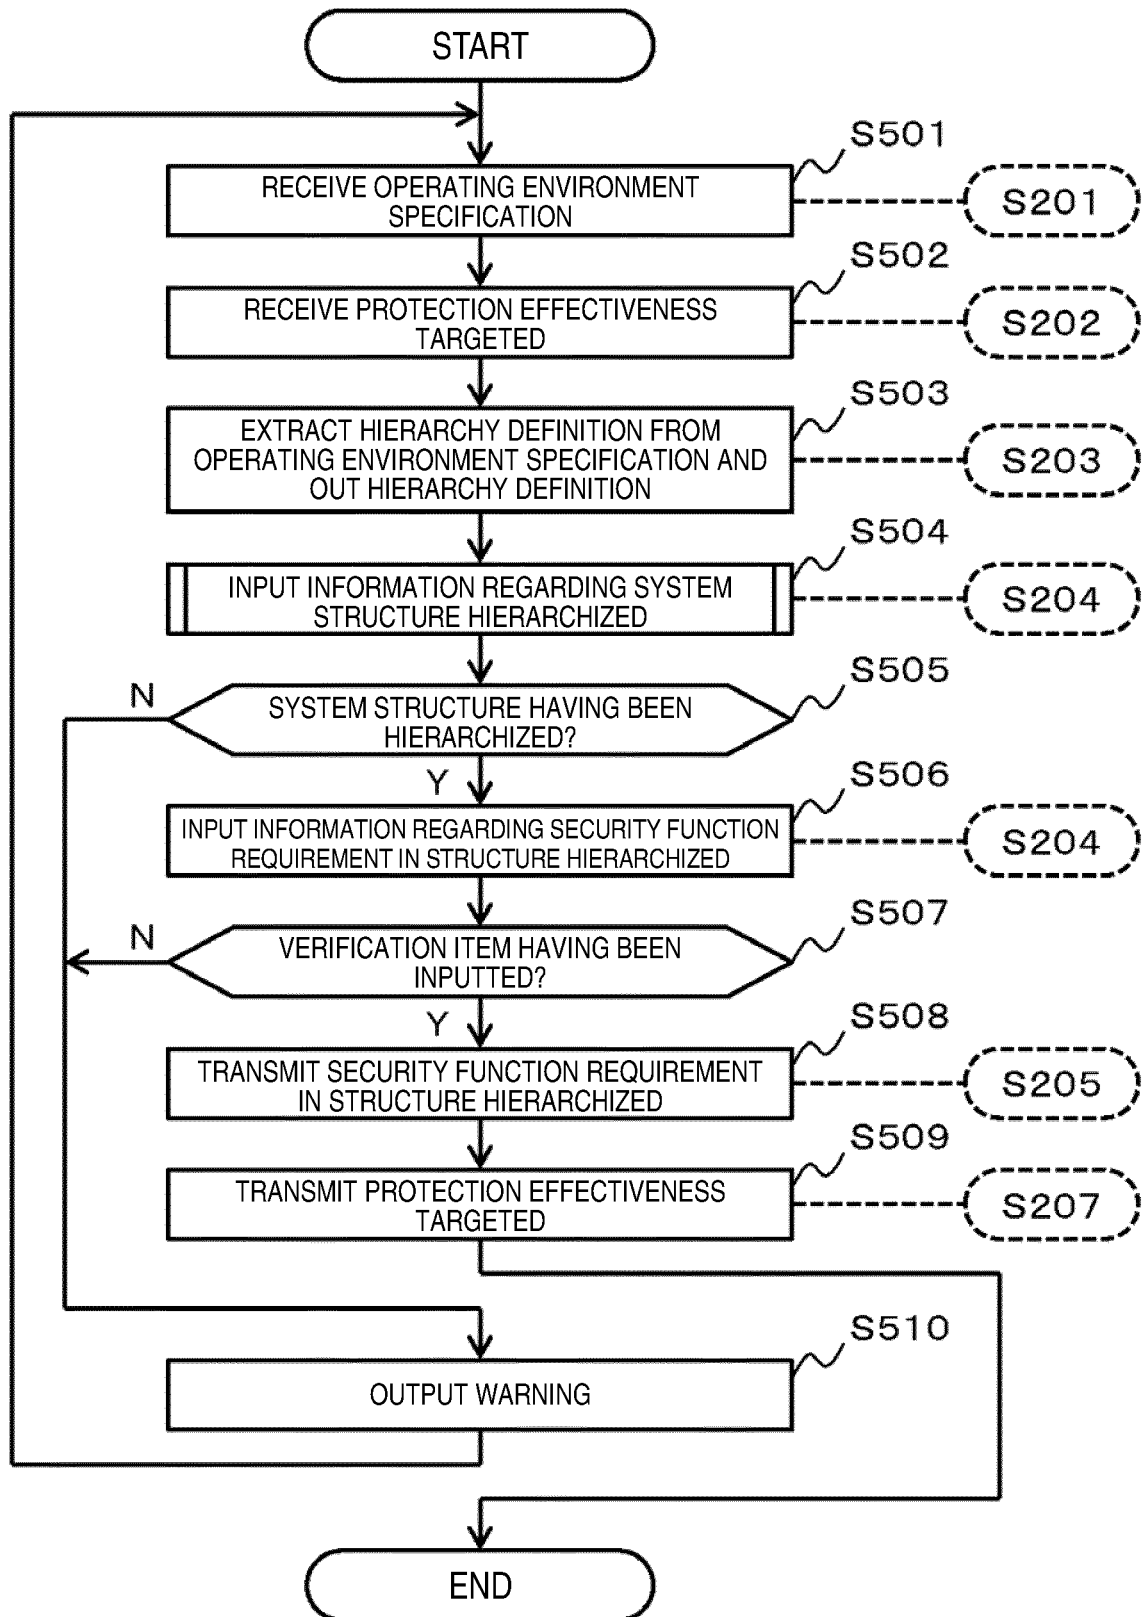 START
S501
RECEIVE OPERATING ENVIRONMENT
SPECIFICATION
S201
S502
RECEIVE PROTECTION EFFECTIVENESS
TARGETED
S202
S503
EXTRACT HIERARCHY DEFINITION FROM
OPERATING ENVIRONMENT SPECIFICATION AND
OUT HIERARCHY DEFINITION
S203
S504
INPUT INFORMATION REGARDING SYSTEM
STRUCTURE HIERARCHIZED
S204
S505
N
SYSTEM STRUCTURE HAVING BEEN
HIERARCHIZED?
Y
S506
INPUT INFORMATION REGARDING SECURITY FUNCTION
REQUIREMENT IN STRUCTURE HIERARCHIZED
S204
S507
N
VERIFICATION ITEM HAVING BEEN
INPUTTED?
Y
S508
TRANSMIT SECURITY FUNCTION REQUIREMENT
IN STRUCTURE HIERARCHIZED
S205
S509
TRANSMIT PROTECTION EFFECTIVENESS
TARGETED
S207
S510
OUTPUT WARNING
END